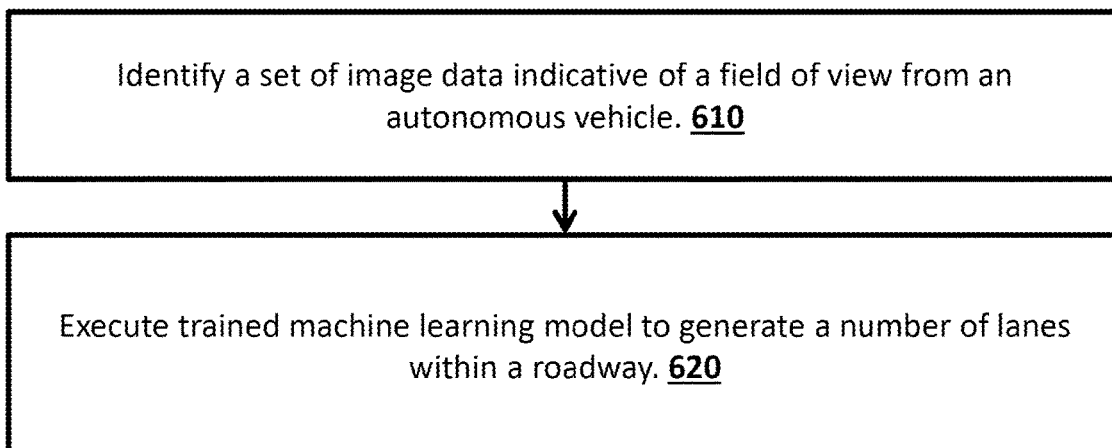 Identify a set of image data indicative of a field of view from an
autonomous vehicle. 610
Execute trained machine learning model to generate a number of lanes
within a roadway. 620